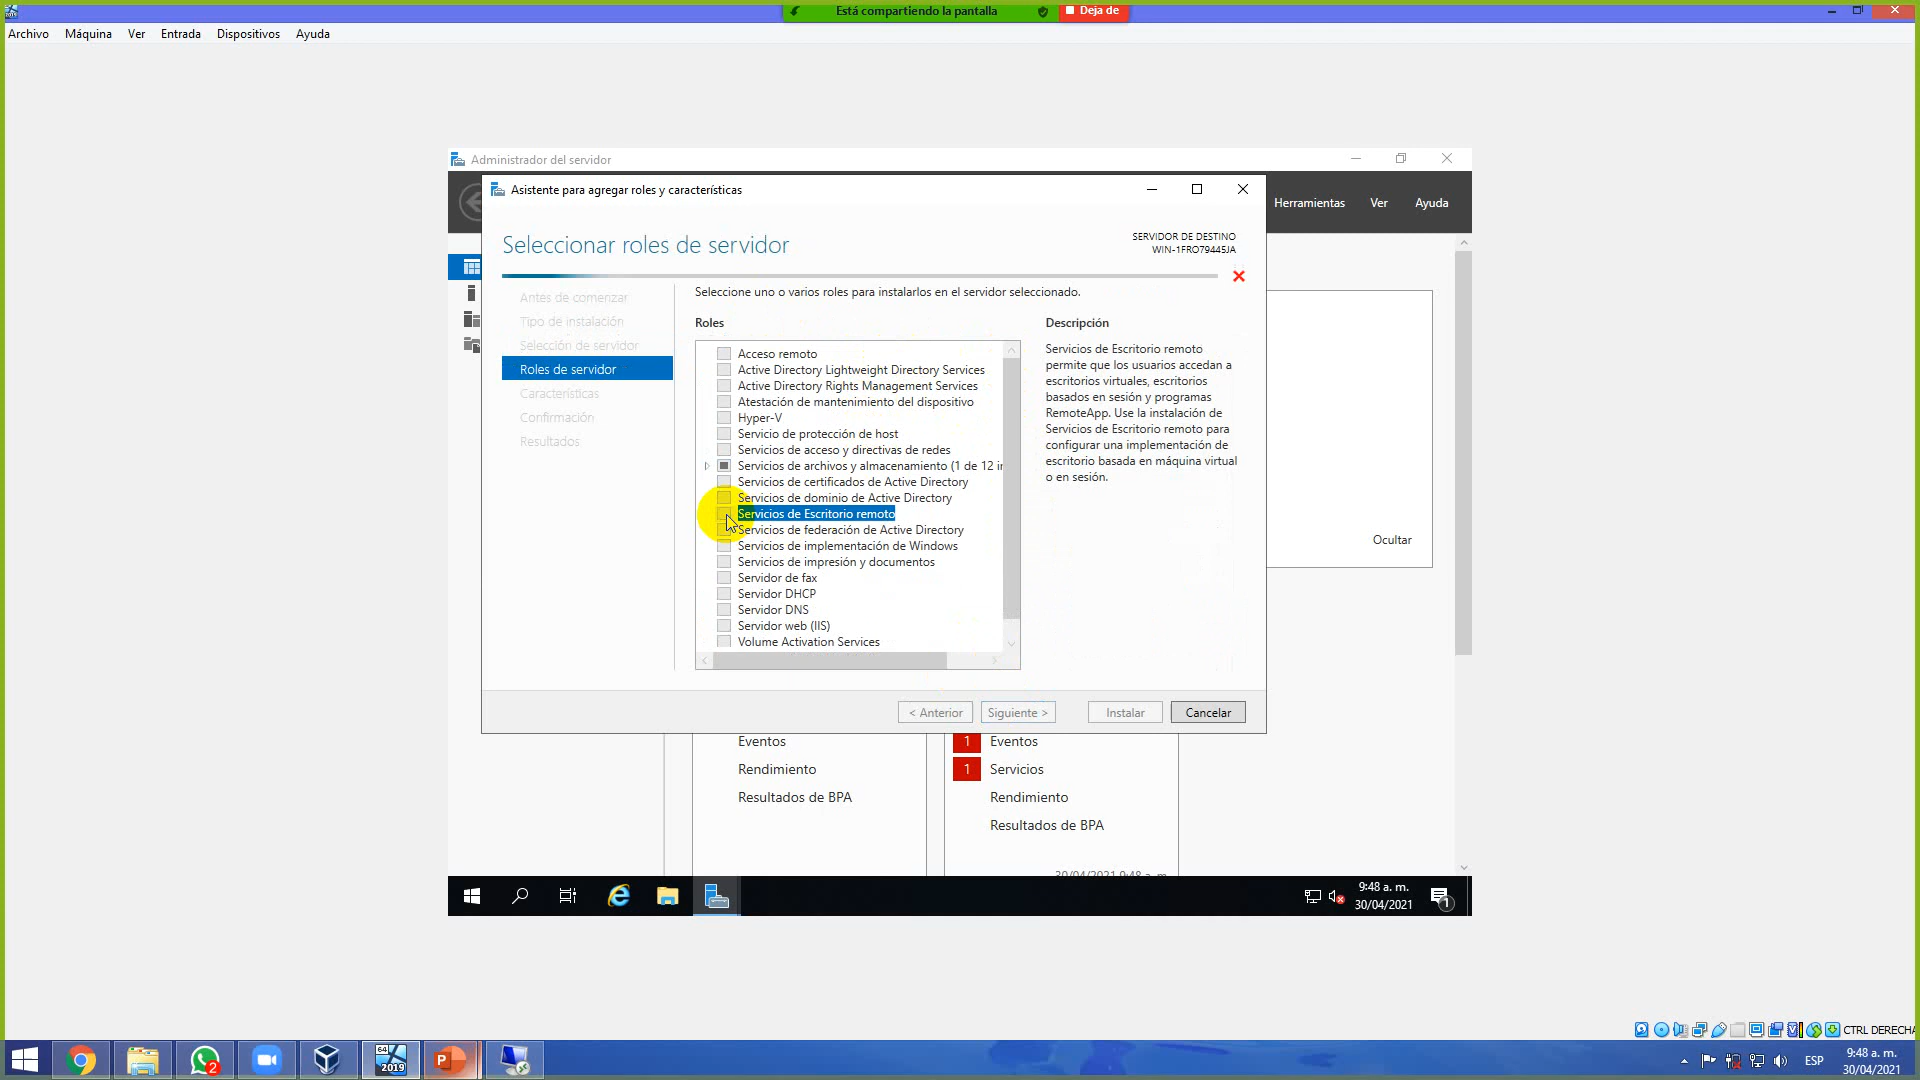 Está compartiendo la pantalla
Deja de
Archivo Máquina Ver Entrada Dispositivos Ayuda
Administrador del servidor
Asistente para agregar roles y características
Herramientas Ver Ayuda
Seleccionar roles de servidor
SERVIDOR DE DESTINO
WIN-1FRO79445JA
Antes de comenzar
Tipo de instalación
Selección de servidor
Roles de servidor
Características
Confirmación
Resultados
Seleccione uno o varios roles para instalarlos en el servidor seleccionado.
Roles
Acceso remoto
Active Directory Lightweight Directory Services
Active Directory Rights Management Services
Atestación de mantenimiento del dispositivo
Hyper-V
Servicio de protección de host
Servicios de acceso y directivas de redes
Servicios de archivos y almacenamiento (1 de 12 in
Servicios de certificados de Active Directory
Servicios de dominio de Active Directory
Servicios de Escritorio remoto
Servicios de federación de Active Directory
Servicios de implementación de Windows
Servicios de impresión y documentos
Servidor de fax
Servidor DHCP
Servidor DNS
Servidor web (IIS)
Volume Activation Services
Descripción
Servicios de Escritorio remoto
permite que los usuarios accedan a
escritorios virtuales, escritorios
basados en sesión y programas
RemoteApp. Use la instalación de
Servicios de Escritorio remoto para
configurar una implementación de
escritorio basada en máquina virtual
o en sesión.
Ocultar
< Anterior Siguiente > Instalar Cancelar
Eventos
Rendimiento
Resultados de BPA
1 Eventos
1 Servicios
Rendimiento
Resultados de BPA
30/04/2021 9:48 a. m.
9:48 a. m.
30/04/2021
1
CTRL DERECHA
2
64
2019
ESP
9:48 a. m.
30/04/2021